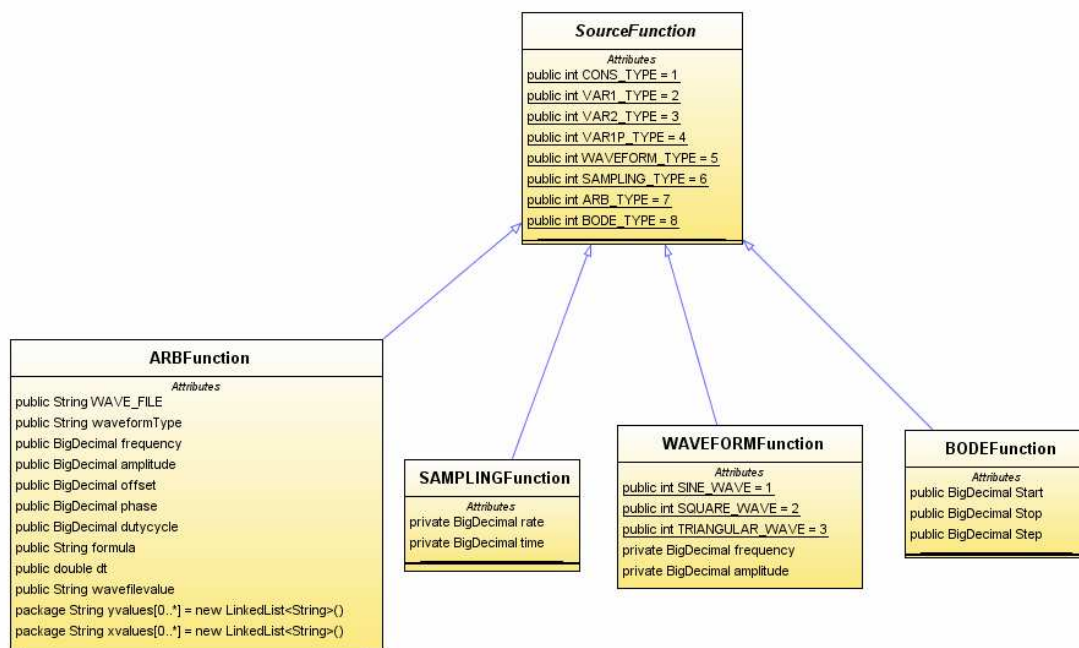 SourceFunction
Attributes
public int CONS_TYPE = 1
public int VAR1_TYPE = 2
public int VAR2_TYPE = 3
public int VAR1P_TYPE = 4
public int WAVEFORM_TYPE = 5
public int SAMPLING_TYPE = 6
public int ARB_TYPE = 7
public int BODE_TYPE = 8
ARBFunction
Attributes
public String WAVE_FILE
public String waveformType
public BigDecimal frequency
public BigDecimal amplitude
public BigDecimal offset
public BigDecimal phase
public BigDecimal dutycycle
public String formula
public double dt
public String wavefilevalue
package String yvalues[0..*] = new LinkedList<String>()
package String xvalues[0..*] = new LinkedList<String>()
SAMPLINGFunction
Attributes
private BigDecimal rate
private BigDecimal time
WAVEFORMFunction
Attributes
public int SINE_WAVE = 1
public int SQUARE_WAVE = 2
public int TRIANGULAR_WAVE = 3
private BigDecimal frequency
private BigDecimal amplitude
BODEFunction
Attributes
public BigDecimal Start
public BigDecimal Stop
public BigDecimal Step